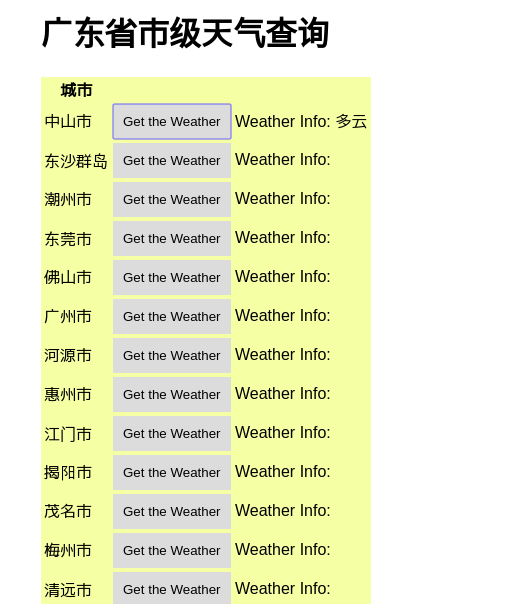 广东省市级天气查询
城市
中山市 Get the Weather Weather Info: 多云
东沙群岛 Get the Weather Weather Info:
潮州市 Get the Weather Weather Info:
东莞市 Get the Weather Weather Info:
佛山市 Get the Weather Weather Info:
广州市 Get the Weather Weather Info:
河源市 Get the Weather Weather Info:
惠州市 Get the Weather Weather Info:
江门市 Get the Weather Weather Info:
揭阳市 Get the Weather Weather Info:
茂名市 Get the Weather Weather Info:
梅州市 Get the Weather Weather Info:
清远市 Get the Weather Weather Info: